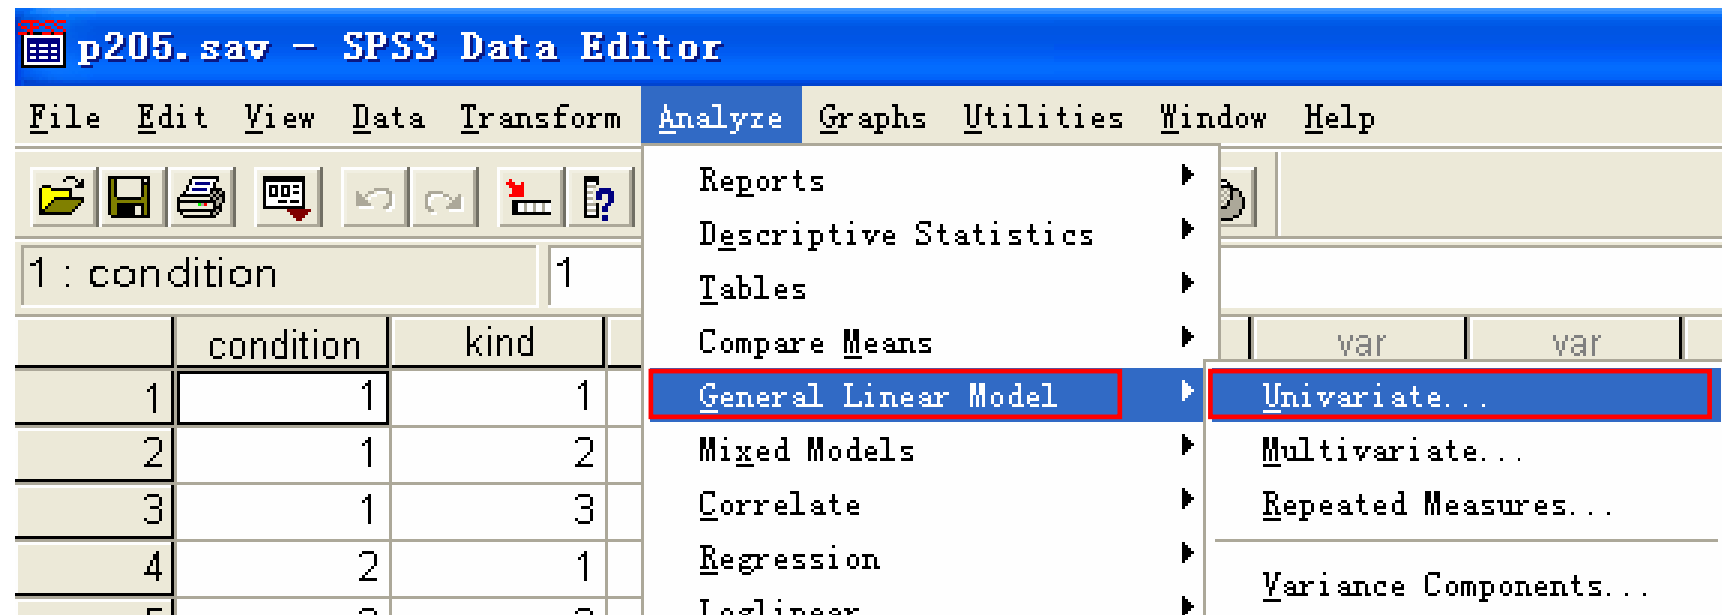 SPSS
p205.sav - SPSS Data Editor
File Edit View Data Transform Analyze Graphs Utilities Window Help
Reports
Descriptive Statistics
1 : condition 1
Tables
condition kind Compare Means var var
1 1 1 General Linear Model Univariate...
2 1 2 Mixed Models Multivariate...
3 1 3 Correlate Repeated Measures...
4 2 1 Regression Variance Components...
Loglinear